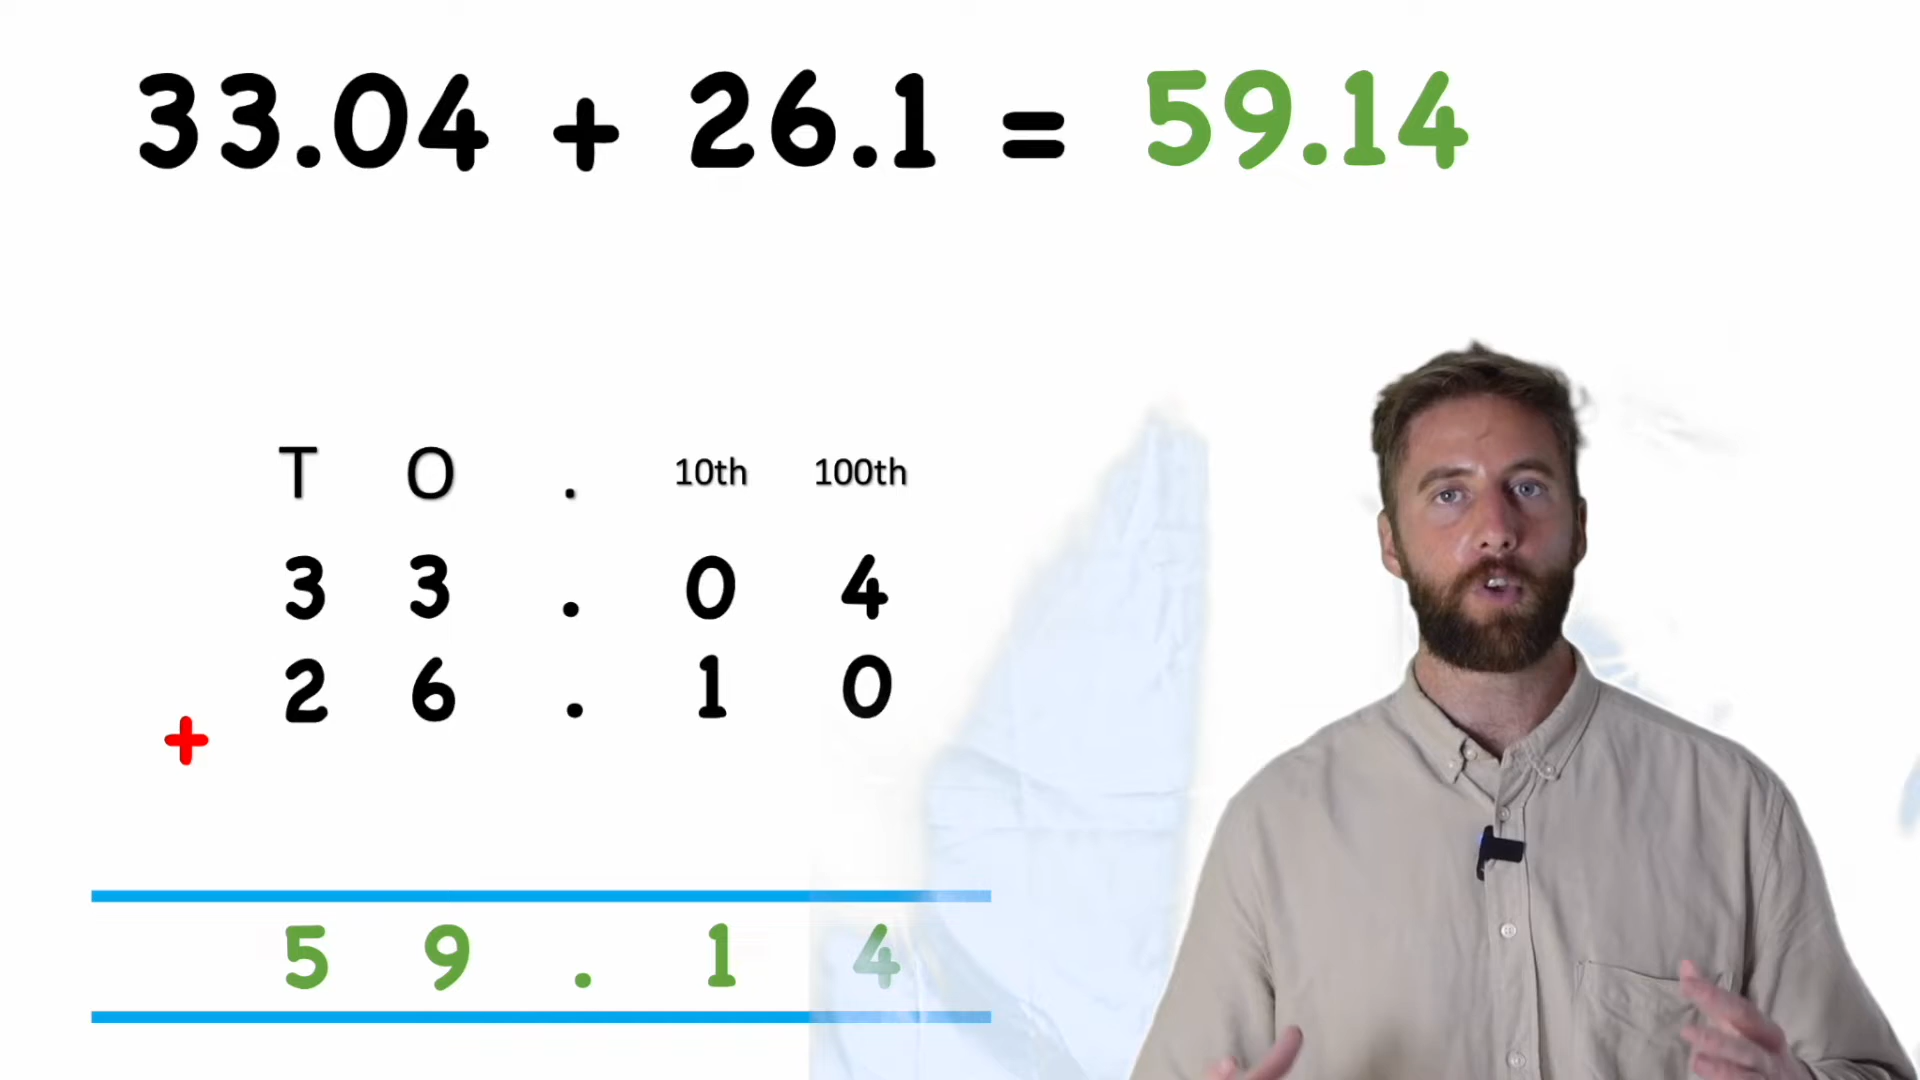 33.04 + 26.1 = 59.14
T O . 10th 100th
3 3 . 0 4
2 6 . 1 0
+
5 9 . 1 4